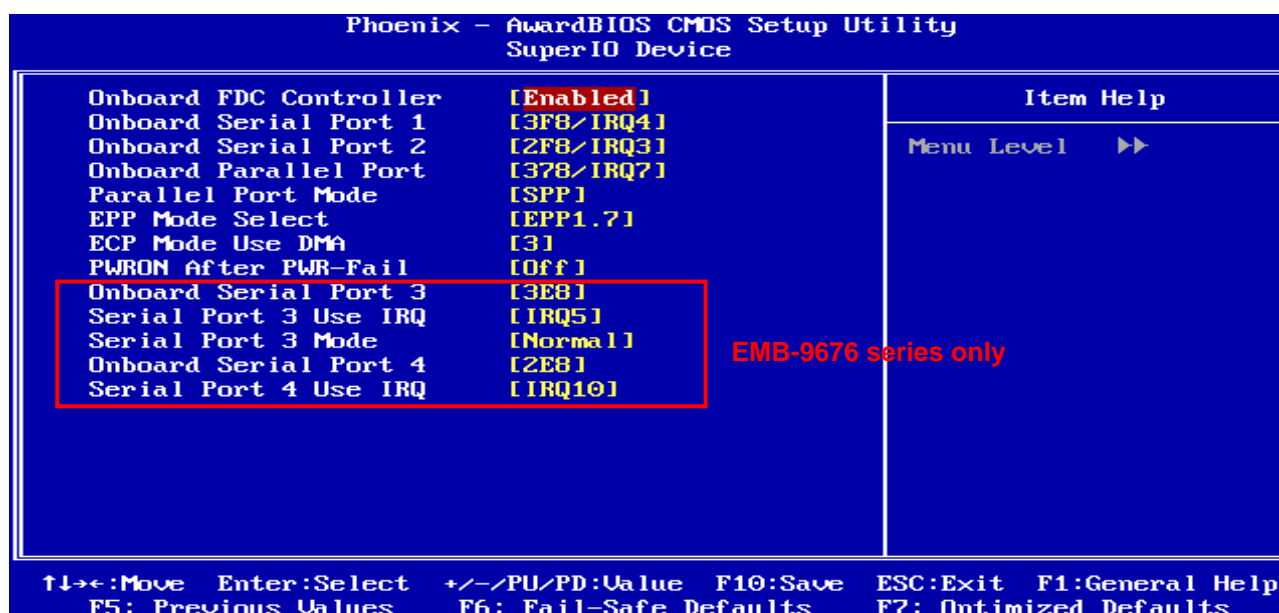 Phoenix - AwardBIOS CMOS Setup Utility
SuperIO Device
Onboard FDC Controller [Enabled]
Onboard Serial Port 1 [3F8/IRQ4]
Onboard Serial Port 2 [2F8/IRQ3]
Onboard Parallel Port [378/IRQ7]
Parallel Port Mode [SPP]
EPP Mode Select [EPP1.7]
ECP Mode Use DMA [3]
PWRON After PWR-Fail [Off]
Onboard Serial Port 3 [3E8]
Serial Port 3 Use IRQ [IRQ5]
Serial Port 3 Mode [Normal]
Onboard Serial Port 4 [2E8]
Serial Port 4 Use IRQ [IRQ10]
EMB-9676 series only
Item Help
Menu Level ▶▶
↑↓→←:Move Enter:Select +/-/PU/PD:Value F10:Save ESC:Exit F1:General Help
F5: Previous Values F6: Fail-Safe Defaults F7: Optimized Defaults